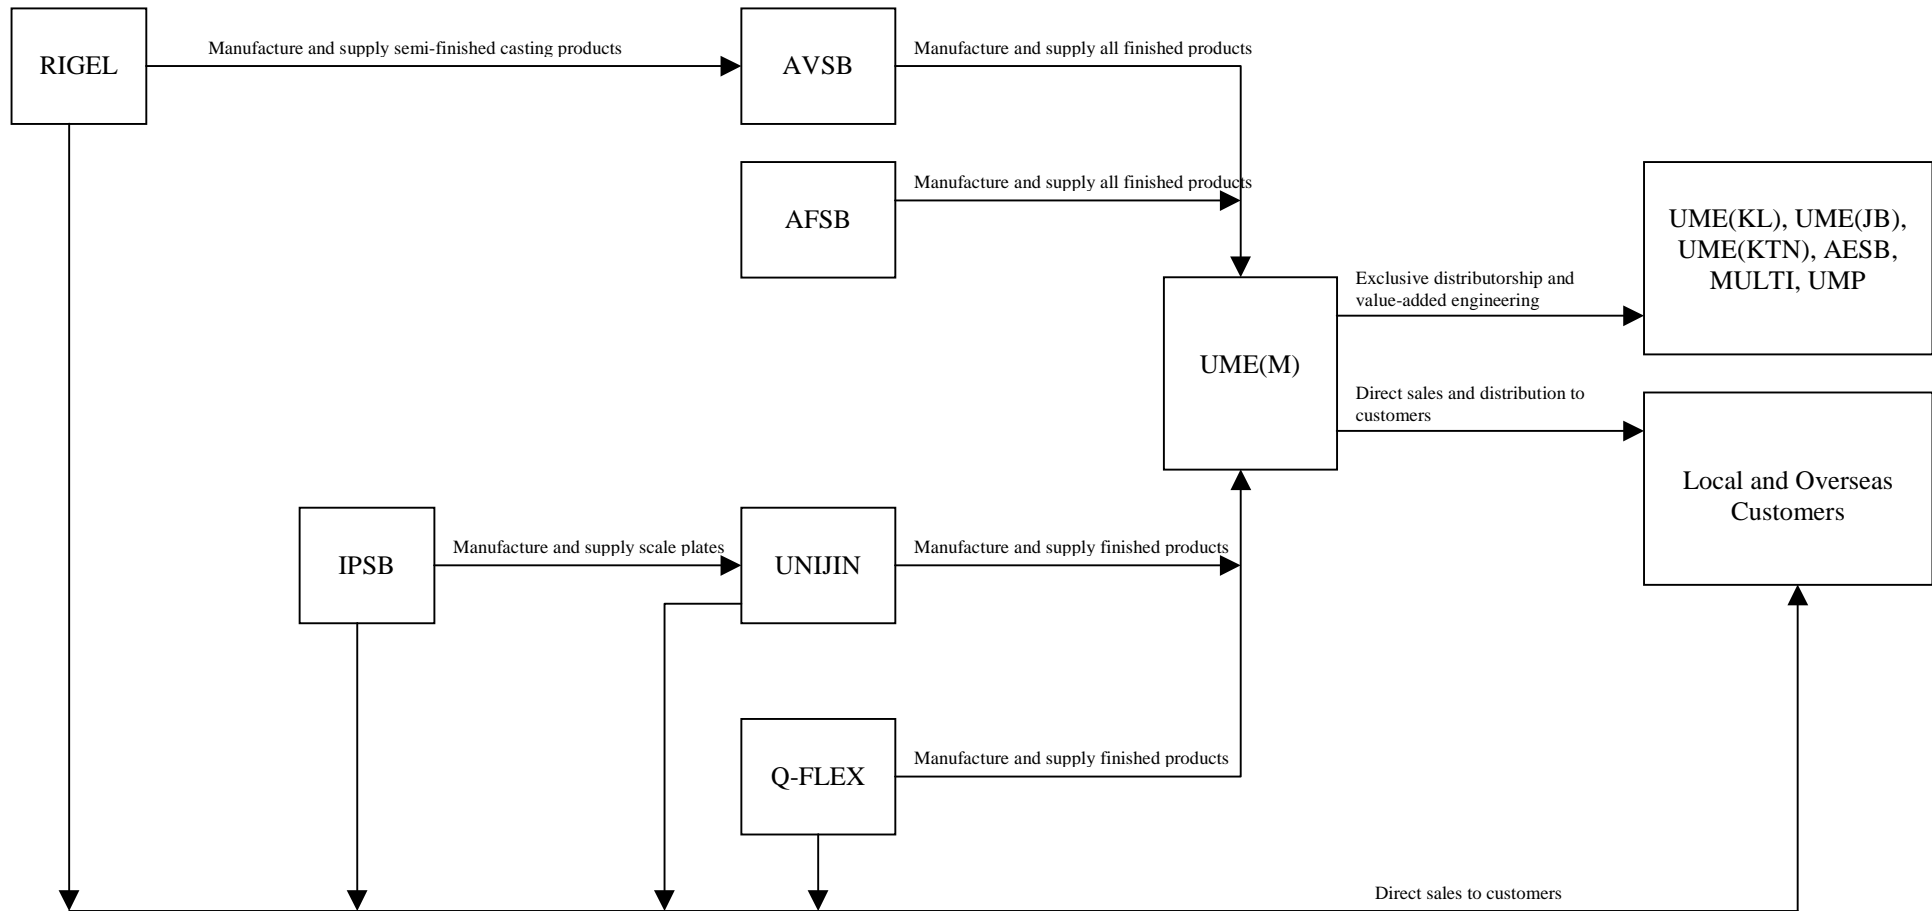 RIGEL
Manufacture and supply semi-finished casting products
AVSB
Manufacture and supply all finished products
AFSB
Manufacture and supply all finished products
UME(KL), UME(JB),
UME(KTN), AESB,
MULTI, UMP
Exclusive distributorship and
value-added engineering
UME(M)
Direct sales and distribution to
customers
Local and Overseas
Customers
IPSB
Manufacture and supply scale plates
UNIJIN
Manufacture and supply finished products
Q-FLEX
Manufacture and supply finished products
Direct sales to customers